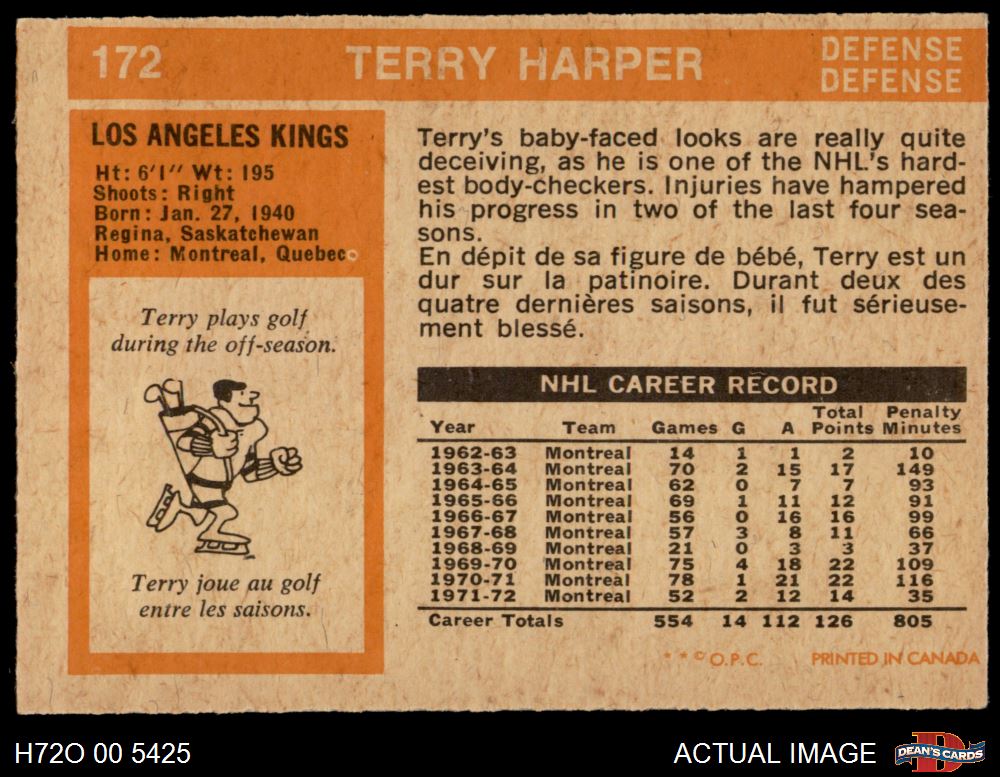 172 TERRY HARPER DEFENSE
DEFENSE
LOS ANGELES KINGS
Ht: 6'1'' Wt: 195
Shoots: Right
Born: Jan. 27, 1940
Regina, Saskatchewan
Home: Montreal, Quebec
Terry plays golf
during the off-season.
Terry joue au golf
entre les saisons.
Terry's baby-faced looks are really quite
deceiving, as he is one of the NHL's hard-
est body-checkers. Injuries have hampered
his progress in two of the last four sea-
sons.
En dépit de sa figure de bébé, Terry est un
dur sur la patinoire. Durant deux des
quatre dernières saisons, il fut sérieuse-
ment blessé.
NHL CAREER RECORD
Year Team Games G A Total Points Penalty Minutes
1962-63 Montreal 14 1 1 2 10
1963-64 Montreal 70 2 15 17 149
1964-65 Montreal 62 0 7 7 93
1965-66 Montreal 69 1 11 12 91
1966-67 Montreal 56 0 16 16 99
1967-68 Montreal 57 3 8 11 66
1968-69 Montreal 21 0 3 3 37
1969-70 Montreal 75 4 18 22 109
1970-71 Montreal 78 1 21 22 116
1971-72 Montreal 52 2 12 14 35
Career Totals 554 14 112 126 805
* * © O.P.C. PRINTED IN CANADA
H72O 00 5425 ACTUAL IMAGE DEAN'S CARDS